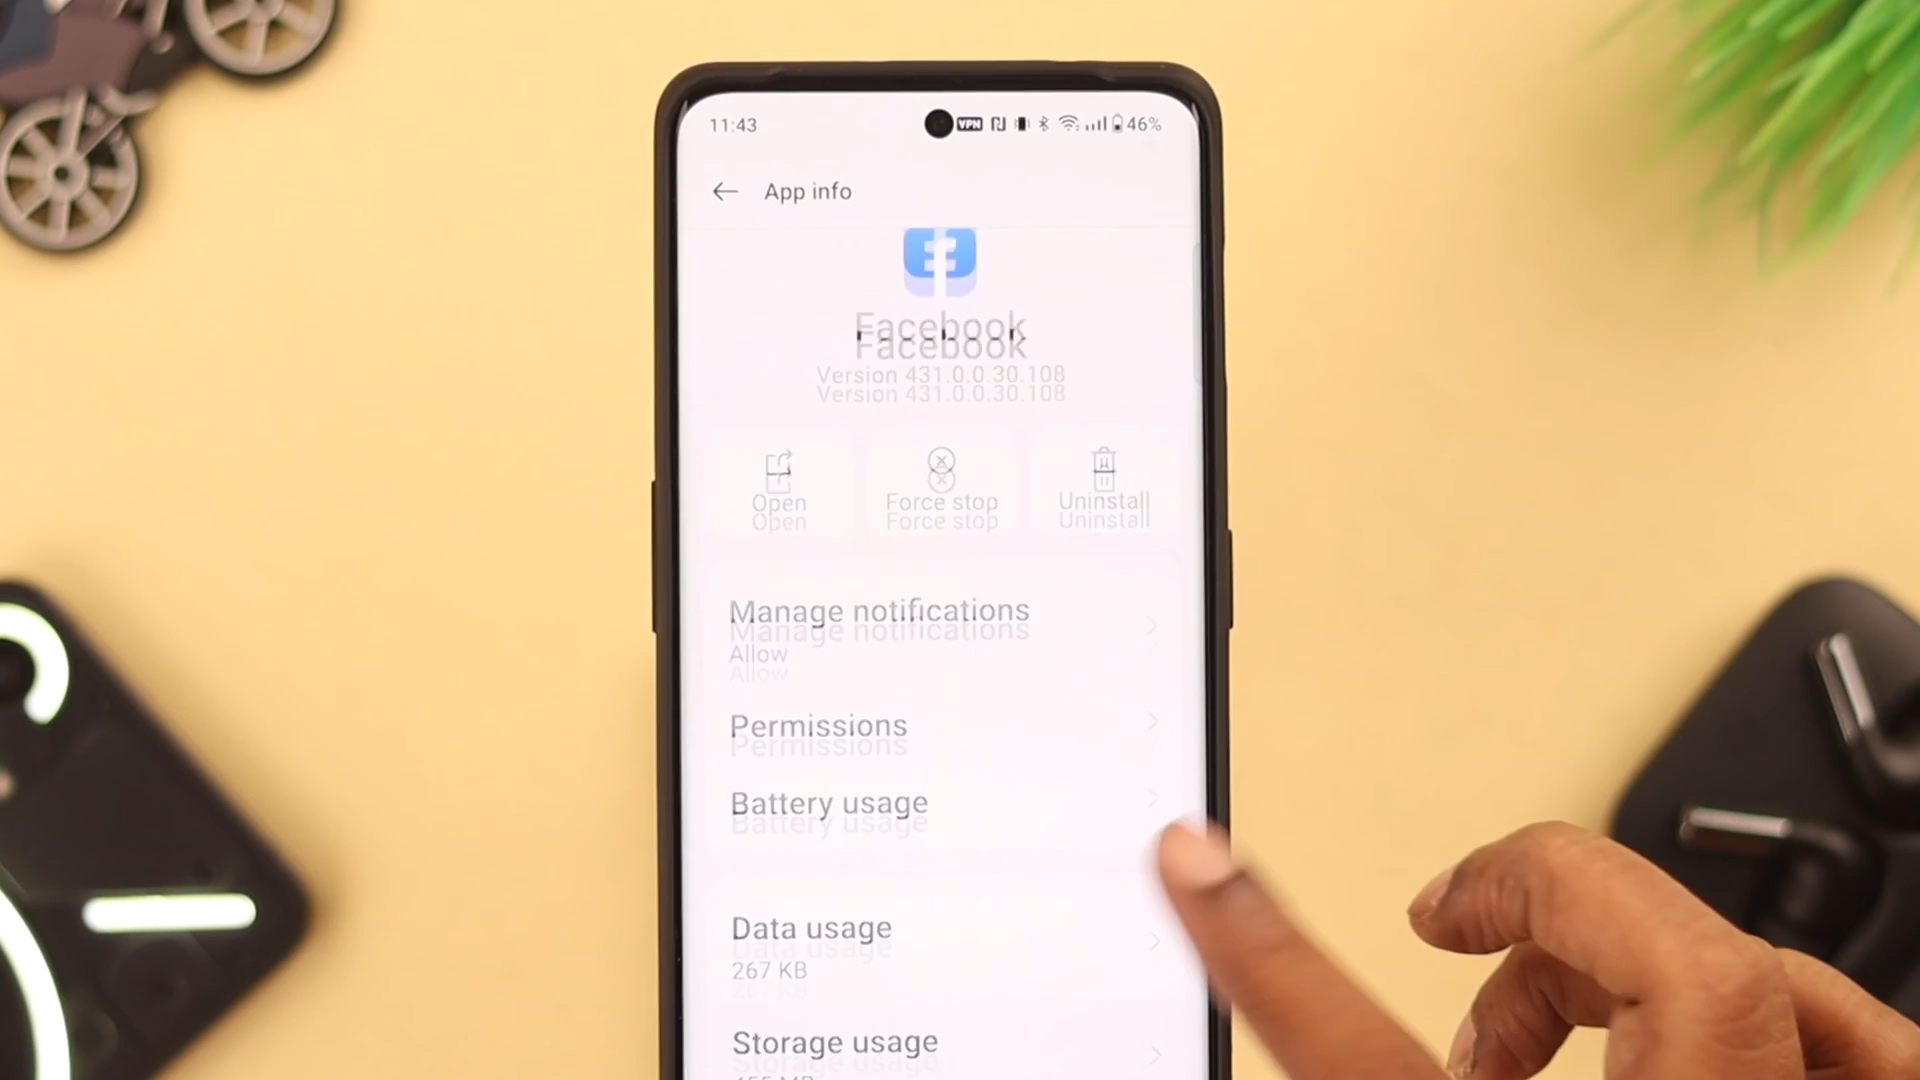 11:43
VPN 46%
App info
Facebook
Version 431.0.0.30.108
Open
Force stop
Uninstall
Manage notifications
Allow
Permissions
Battery usage
Data usage
267 KB
Storage usage